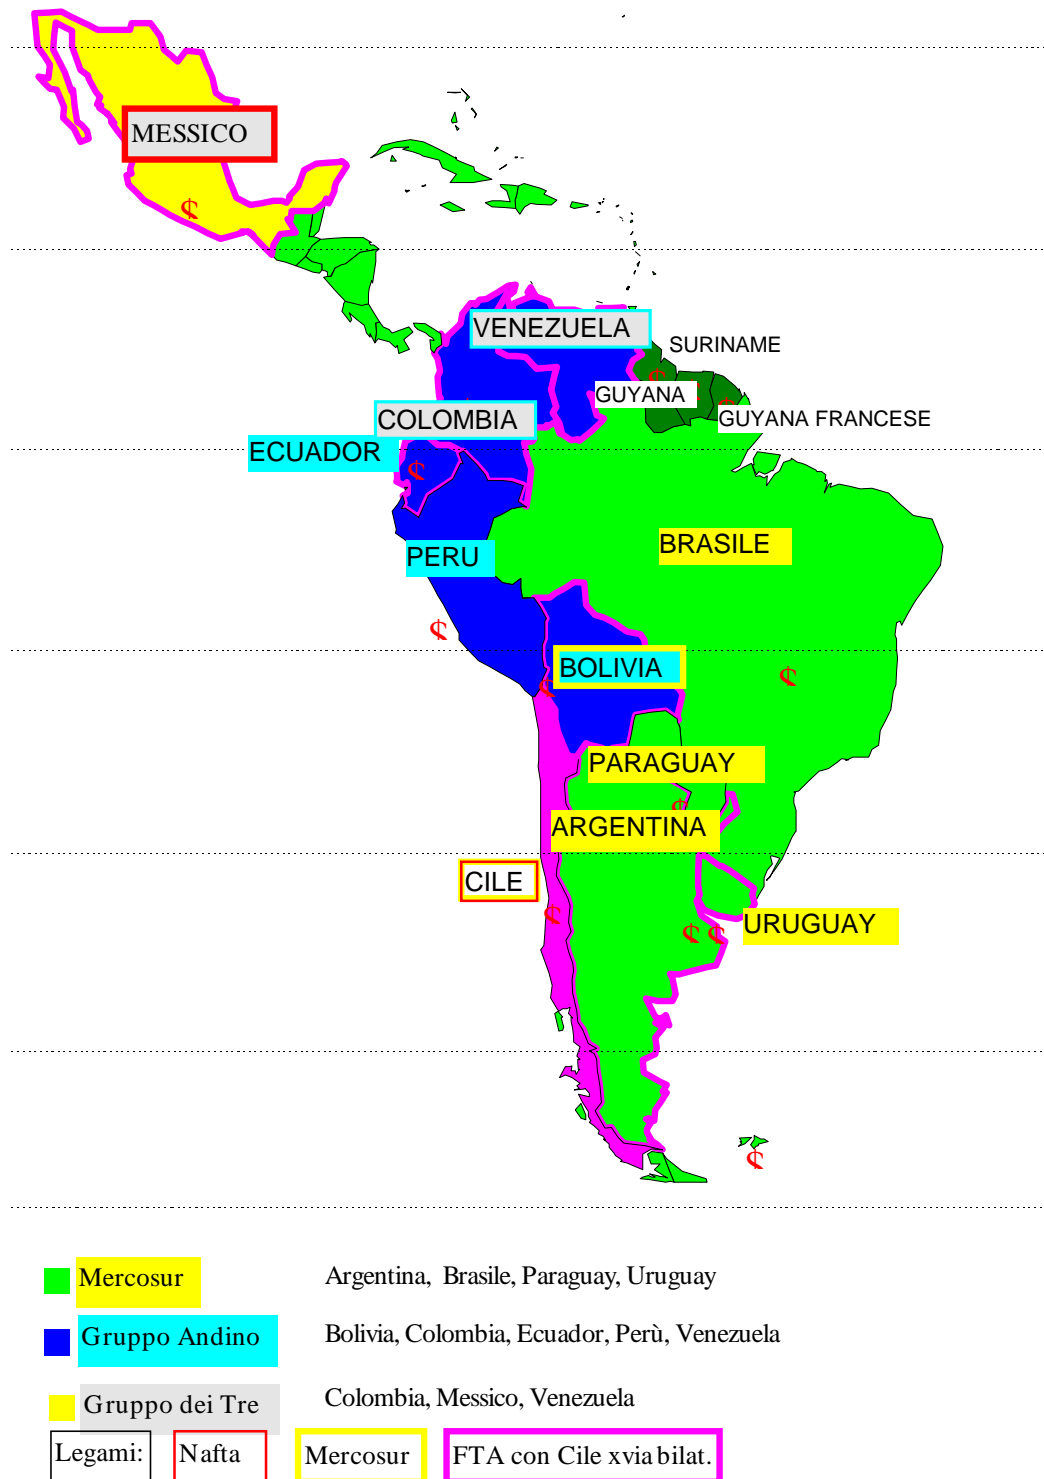 MESSICO
VENEZUELA
SURINAME
GUYANA
GUYANA FRANCESE
COLOMBIA
ECUADOR
BRASILE
PERU
BOLIVIA
PARAGUAY
ARGENTINA
CILE
URUGUAY
Mercosur Argentina, Brasile, Paraguay, Uruguay
Gruppo Andino Bolivia, Colombia, Ecuador, Perù, Venezuela
Gruppo dei Tre Colombia, Messico, Venezuela
Legami: Nafta Mercosur FTA con Cile xvia bilat.